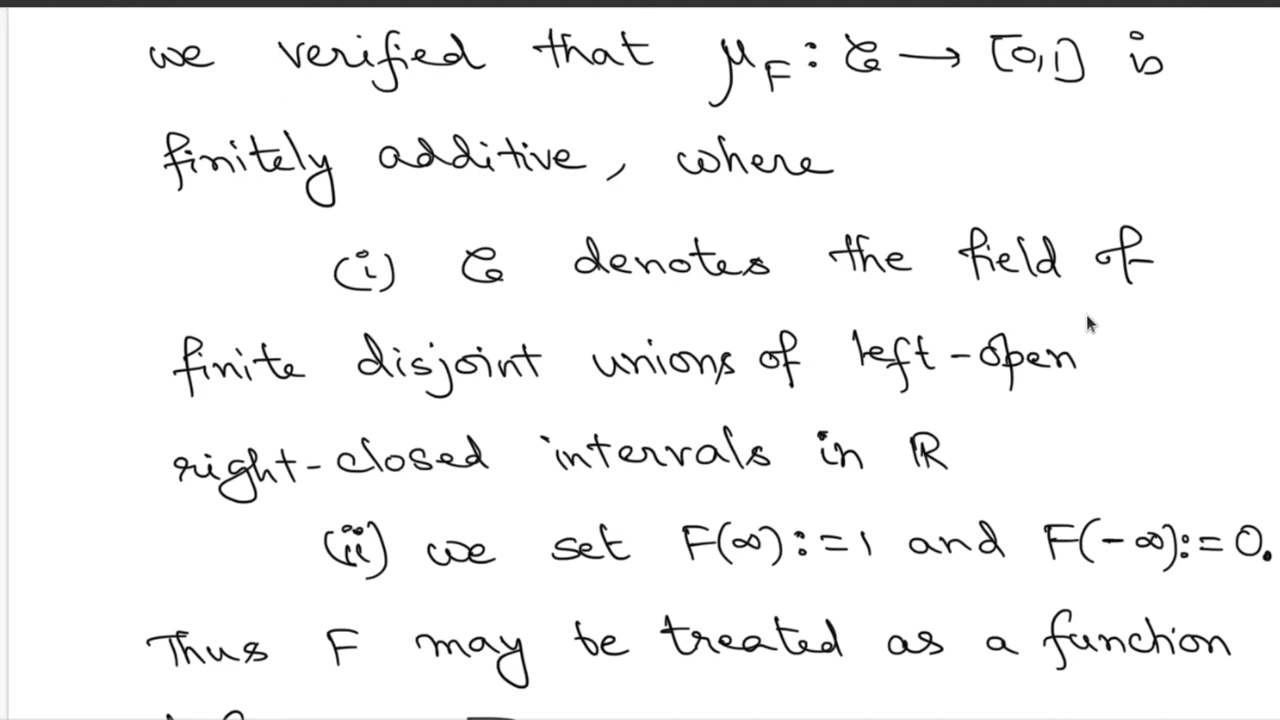 we verified that μ_F : 𝒞 → [0,1] is
finitely additive, where
(i) 𝒞 denotes the field of
finite disjoint unions of left-open
right-closed intervals in ℝ
(ii) we set F(∞) := 1 and F(-∞) := 0.
Thus F may be treated as a function